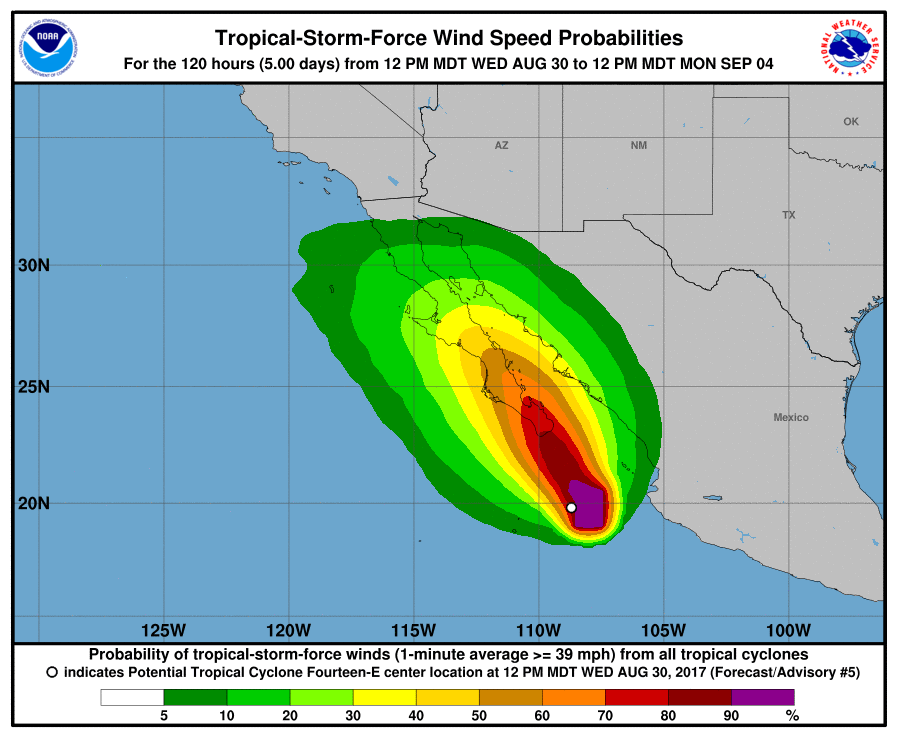 Tropical-Storm-Force Wind Speed Probabilities
For the 120 hours (5.00 days) from 12 PM MDT WED AUG 30 to 12 PM MDT MON SEP 04
NOAA
NATIONAL WEATHER SERVICE
OK
AZ
NM
TX
30N
25N
Mexico
20N
125W 120W 115W 110W 105W 100W
Probability of tropical-storm-force winds (1-minute average >= 39 mph) from all tropical cyclones
indicates Potential Tropical Cyclone Fourteen-E center location at 12 PM MDT WED AUG 30, 2017 (Forecast/Advisory #5)
5 10 20 30 40 50 60 70 80 90 %